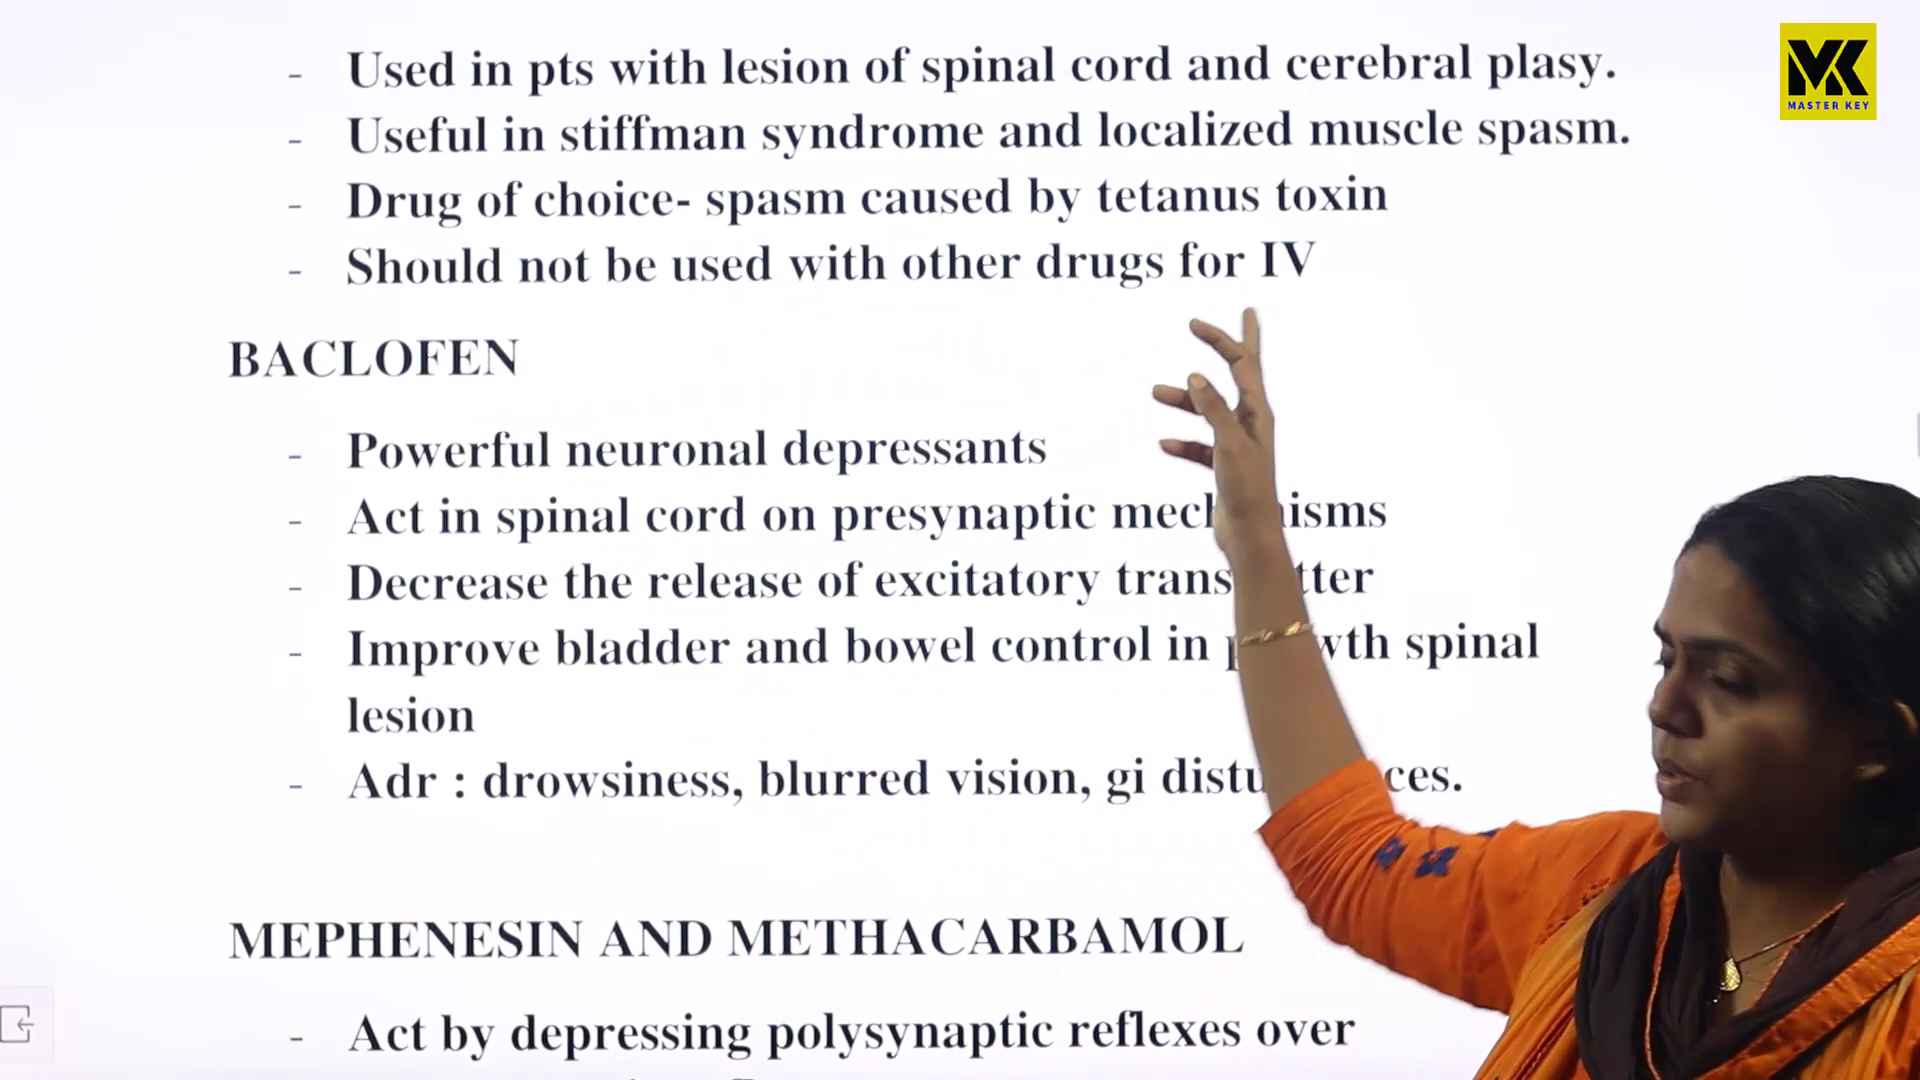 - Used in pts with lesion of spinal cord and cerebral plasy.
- Useful in stiffman syndrome and localized muscle spasm.
- Drug of choice- spasm caused by tetanus toxin
- Should not be used with other drugs for IV
BACLOFEN
- Powerful neuronal depressants
- Act in spinal cord on presynaptic
- Decrease the release of excitatory
- Improve bladder and bowel control in spinal
lesion
- Adr : drowsiness, blurred vision, gi
MEPHENESIN AND METHACARBAMOL
- Act by depressing polysynaptic reflexes over
MK
MASTER KEY